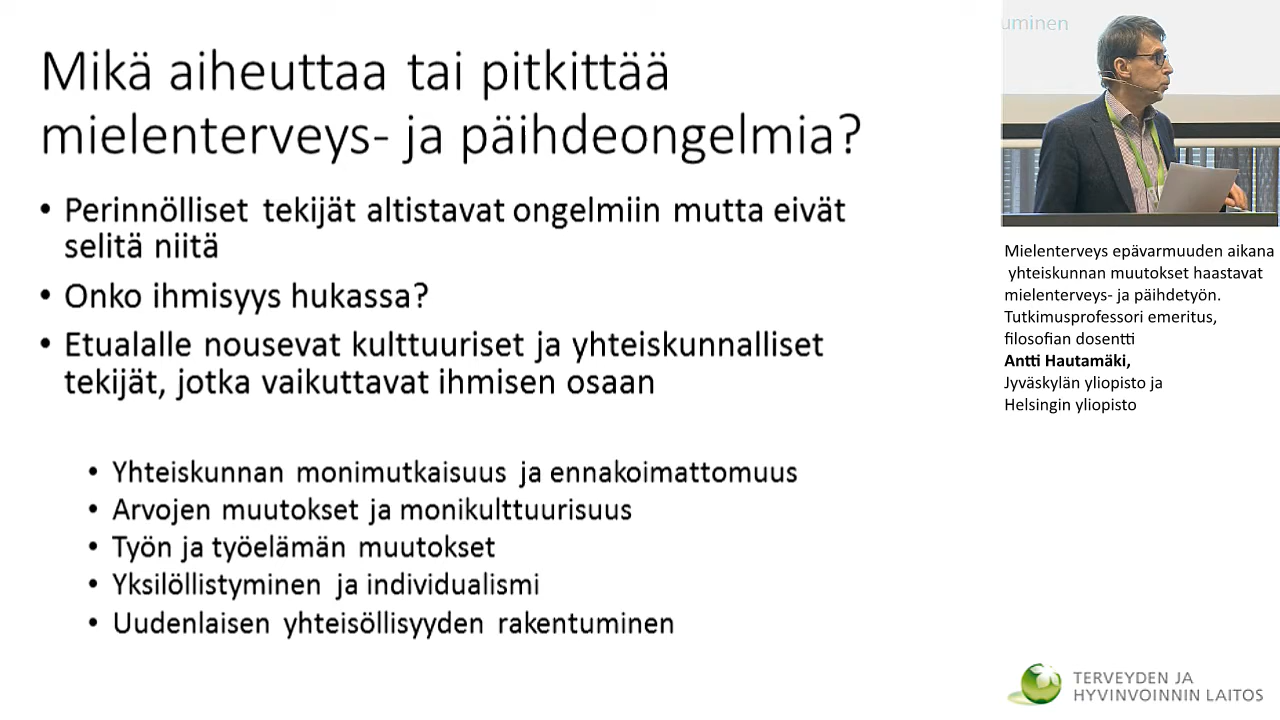 Mikä aiheuttaa tai pitkittää
mielenterveys- ja päihdeongelmia?
• Perinnölliset tekijät altistavat ongelmiin mutta eivät
selitä niitä
• Onko ihmisyys hukassa?
• Etualalle nousevat kulttuuriset ja yhteiskunnalliset
tekijät, jotka vaikuttavat ihmisen osaan
• Yhteiskunnan monimutkaisuus ja ennakoimattomuus
• Arvojen muutokset ja monikulttuurisuus
• Työn ja työelämän muutokset
• Yksilöllistyminen ja individualismi
• Uudenlaisen yhteisöllisyyden rakentuminen
uminen
Mielenterveys epävarmuuden aikana
yhteiskunnan muutokset haastavat
mielenterveys- ja päihdetyön.
Tutkimusprofessori emeritus,
filosofian dosentti
Antti Hautamäki,
Jyväskylän yliopisto ja
Helsingin yliopisto
TERVEYDEN JA
HYVINVOINNIN LAITOS